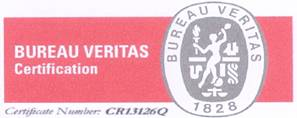 BUREAU VERITAS
Certification
BUREAU VERITAS
1828
Certificate Number: CR13126Q